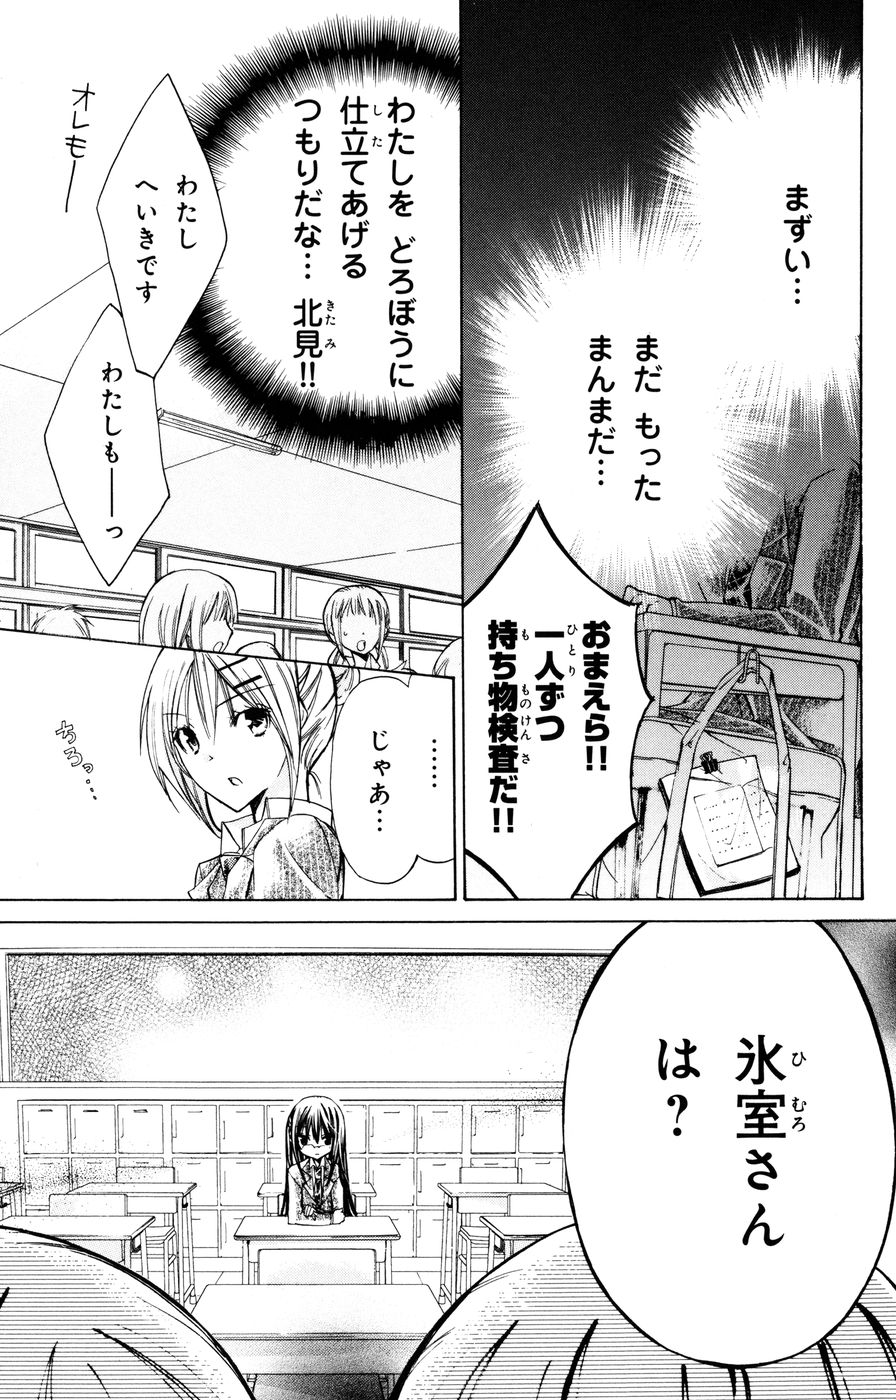 まずい…
まだ もった
まんまだ…
おまえら!!
一人ずつ
持ち物検査だ!!
わたしを どろぼうに
仕立てあげる
つもりだな…
北見!!
わたし
へいきです
オレもー
わたしもーっ
……
じゃあ…
ちろっ…
氷室さん
は?